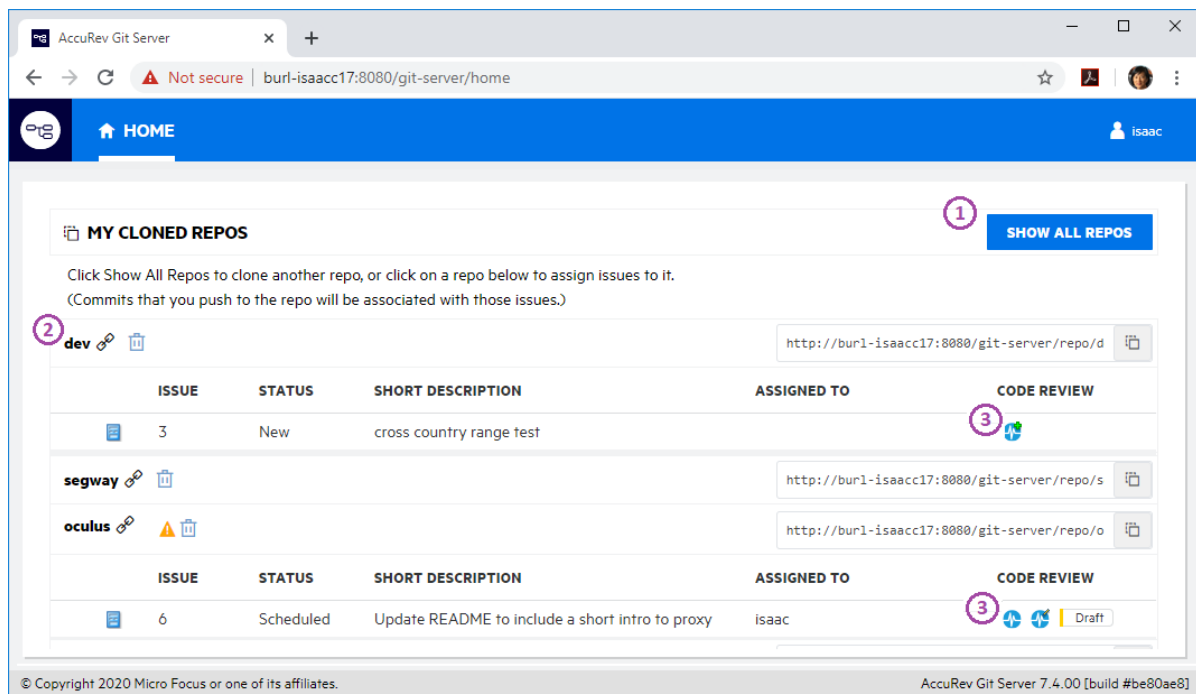 AccuRev Git Server
Not secure | burl-isaacc17:8080/git-server/home
HOME
isaac
MY CLONED REPOS
1
SHOW ALL REPOS
Click Show All Repos to clone another repo, or click on a repo below to assign issues to it.
(Commits that you push to the repo will be associated with those issues.)
2
dev
http://burl-isaacc17:8080/git-server/repo/d
ISSUE STATUS SHORT DESCRIPTION ASSIGNED TO CODE REVIEW
3 New cross country range test 3
segway
http://burl-isaacc17:8080/git-server/repo/s
oculus
http://burl-isaacc17:8080/git-server/repo/o
ISSUE STATUS SHORT DESCRIPTION ASSIGNED TO CODE REVIEW
6 Scheduled Update README to include a short intro to proxy isaac 3 Draft
© Copyright 2020 Micro Focus or one of its affiliates.
AccuRev Git Server 7.4.00 [build #be80ae8]